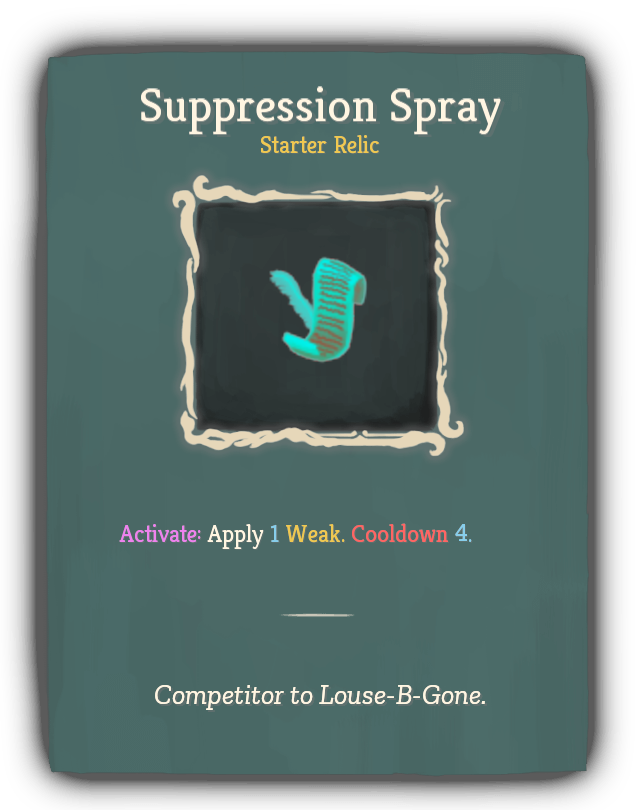 Suppression Spray
Starter Relic
Activate: Apply 1 Weak. Cooldown 4.
Competitor to Louse-B-Gone.